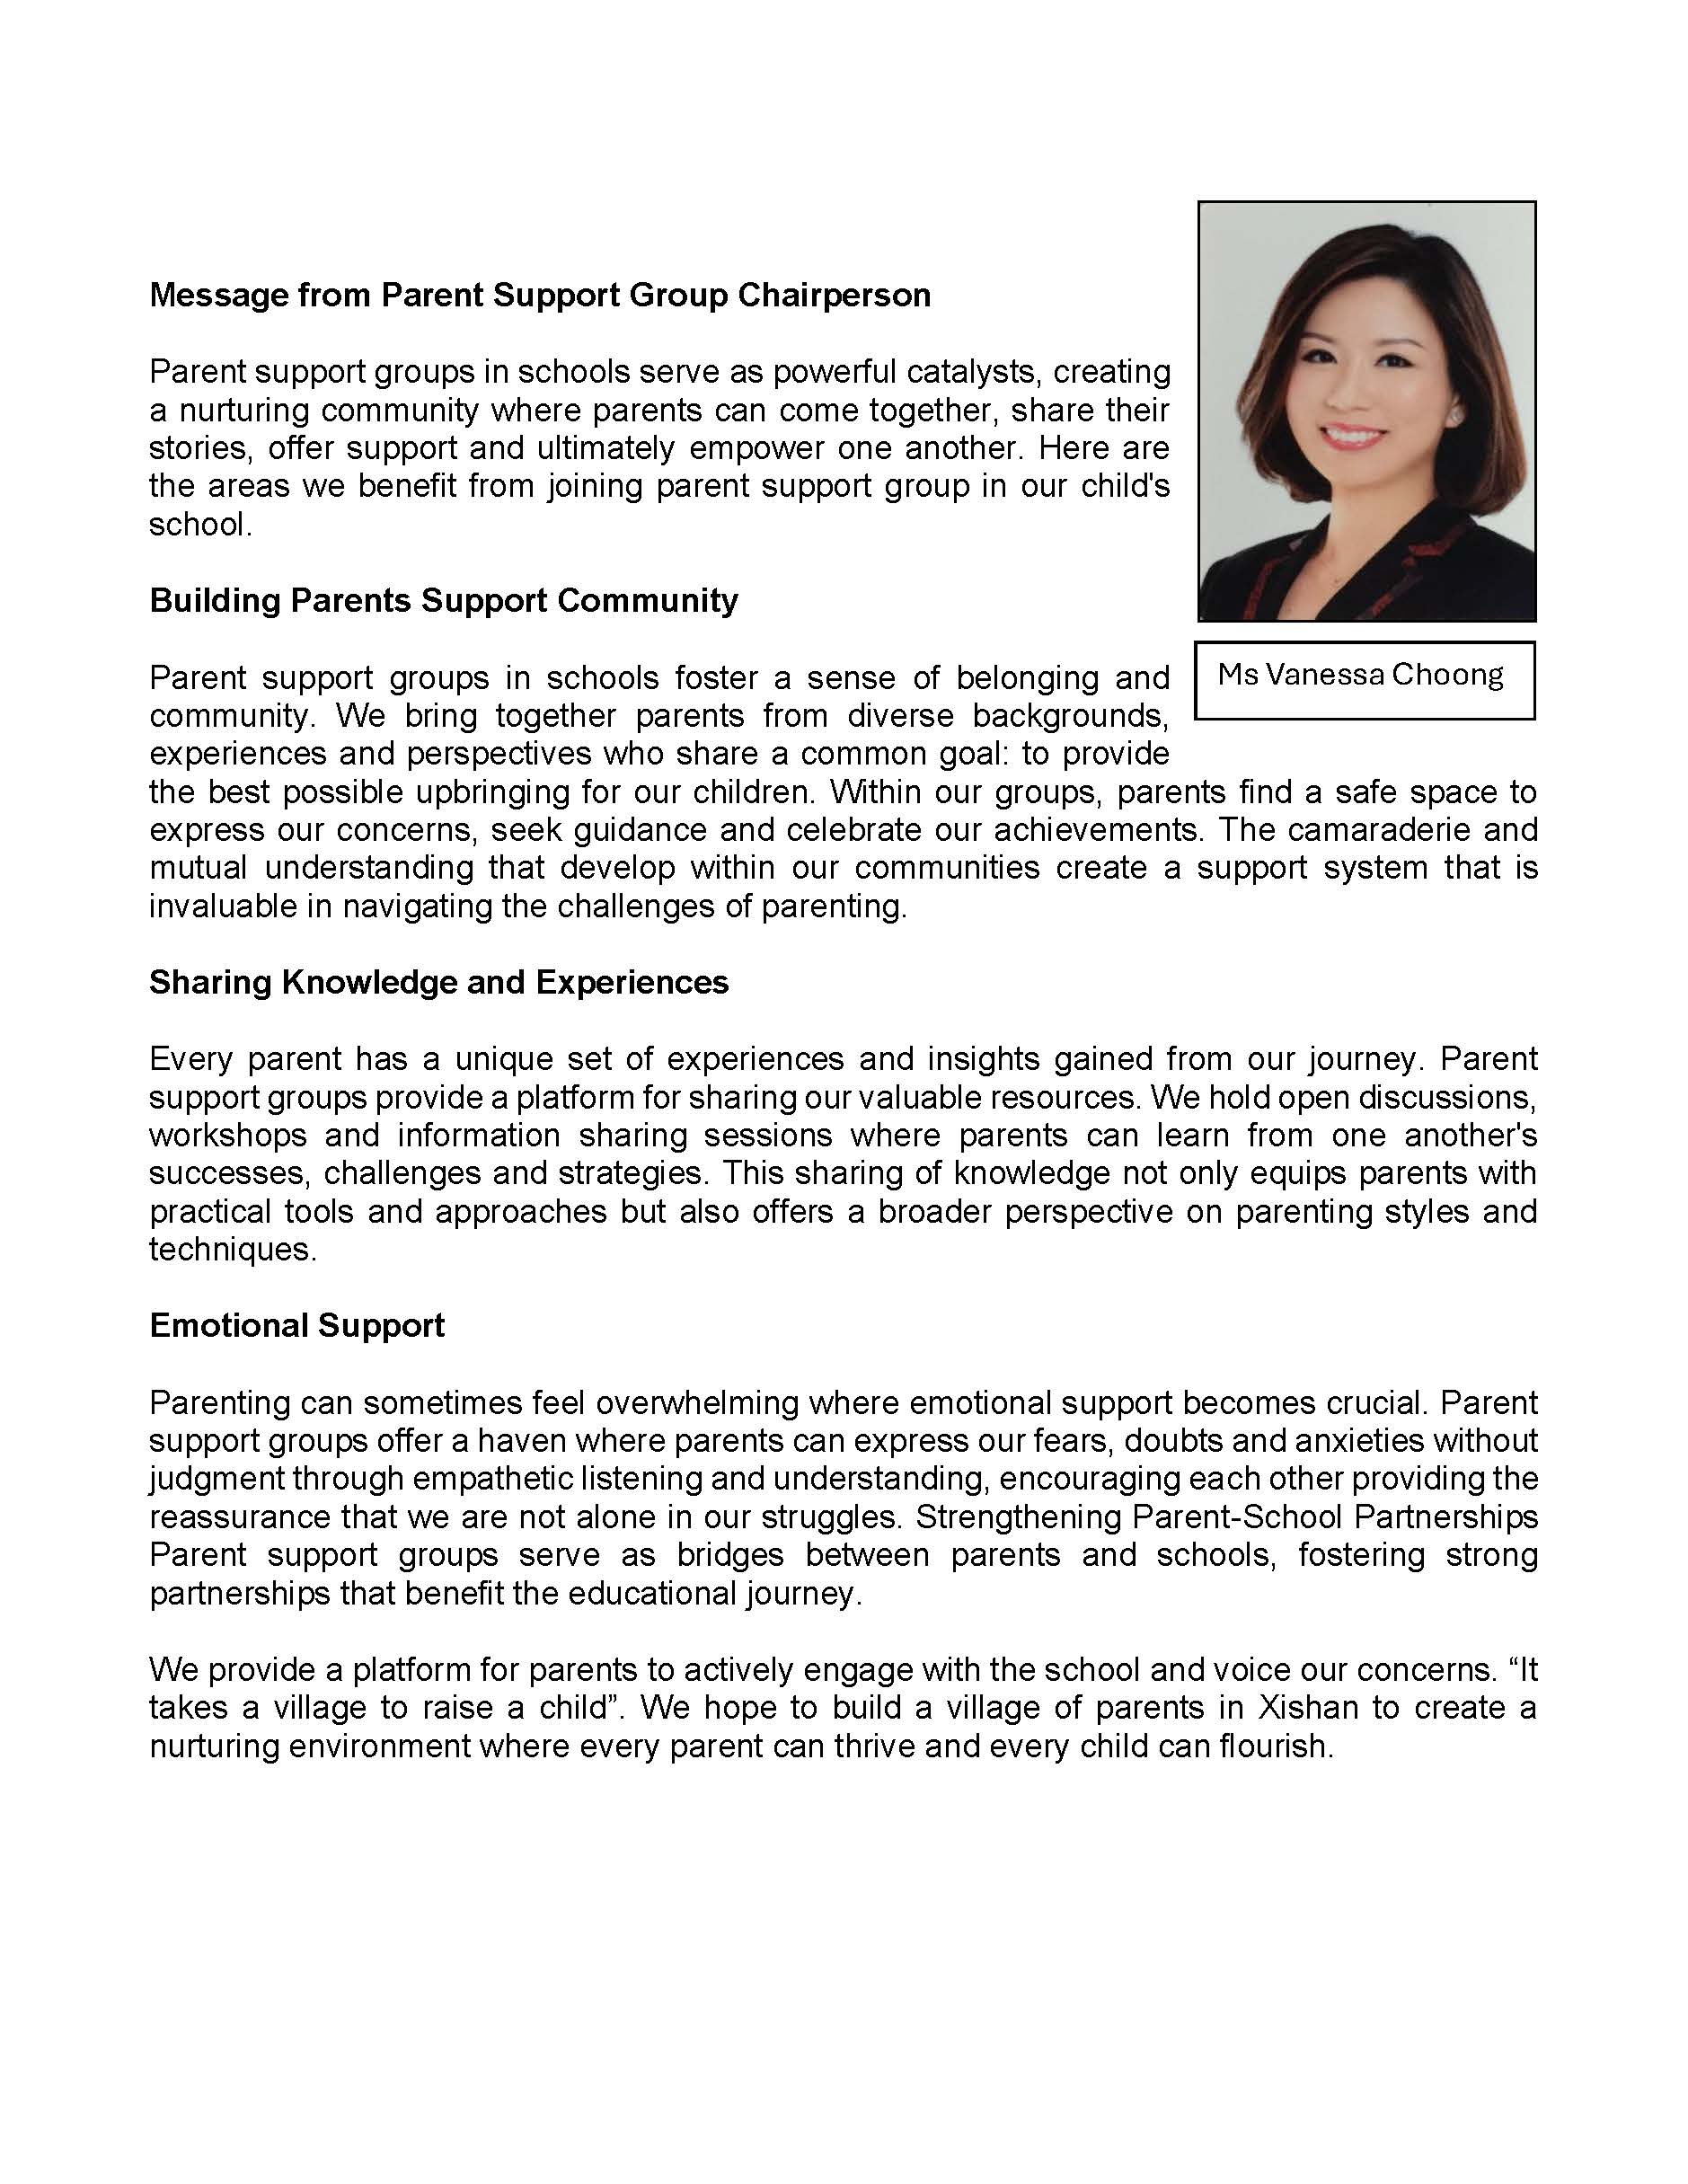 Message from Parent Support Group Chairperson
Parent support groups in schools serve as powerful catalysts, creating
a nurturing community where parents can come together, share their
stories, offer support and ultimately empower one another. Here are
the areas we benefit from joining parent support group in our child's
school.
Building Parents Support Community
Ms Vanessa Choong
Parent support groups in schools foster a sense of belonging and
community. We bring together parents from diverse backgrounds,
experiences and perspectives who share a common goal: to provide
the best possible upbringing for our children. Within our groups, parents find a safe space to
express our concerns, seek guidance and celebrate our achievements. The camaraderie and
mutual understanding that develop within our communities create a support system that is
invaluable in navigating the challenges of parenting.
Sharing Knowledge and Experiences
Every parent has a unique set of experiences and insights gained from our journey. Parent
support groups provide a platform for sharing our valuable resources. We hold open discussions,
workshops and information sharing sessions where parents can learn from one another's
successes, challenges and strategies. This sharing of knowledge not only equips parents with
practical tools and approaches but also offers a broader perspective on parenting styles and
techniques.
Emotional Support
Parenting can sometimes feel overwhelming where emotional support becomes crucial. Parent
support groups offer a haven where parents can express our fears, doubts and anxieties without
judgment through empathetic listening and understanding, encouraging each other providing the
reassurance that we are not alone in our struggles. Strengthening Parent-School Partnerships
Parent support groups serve as bridges between parents and schools, fostering strong
partnerships that benefit the educational journey.
We provide a platform for parents to actively engage with the school and voice our concerns. “It
takes a village to raise a child”. We hope to build a village of parents in Xishan to create a
nurturing environment where every parent can thrive and every child can flourish.